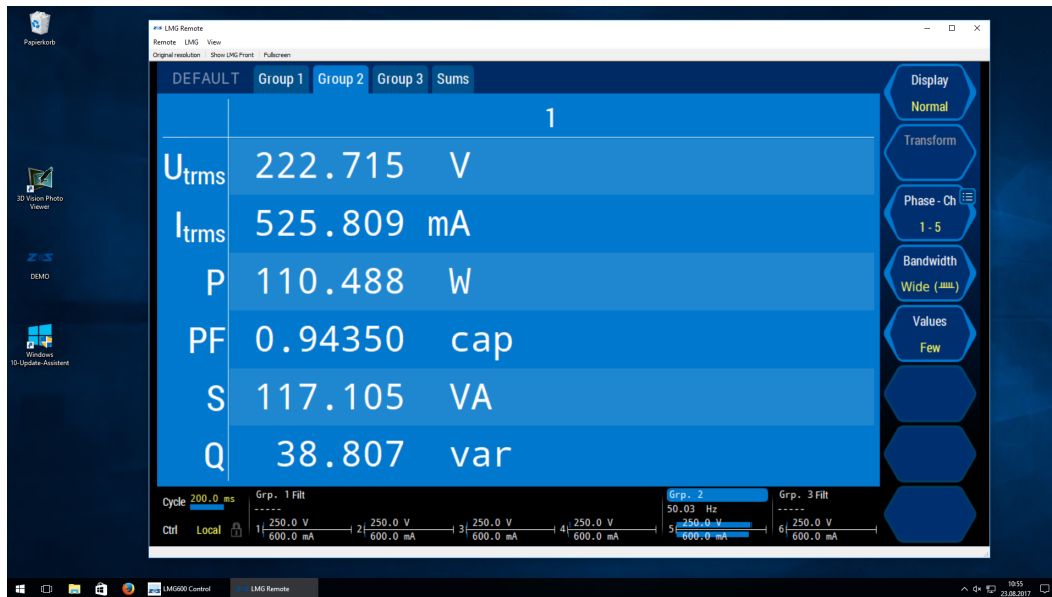 Papierkorb
ZES LMG Remote
Remote LMG View
Original resolution Show LMG Front Fullscreen
DEFAULT Group 1 Group 2 Group 3 Sums
1
Utrms 222.715 V
Itrms 525.809 mA
P 110.488 W
PF 0.94350 cap
S 117.105 VA
Q 38.807 var
Display
Normal
Transform
Phase - Ch
1 - 5
Bandwidth
Wide
Values
Few
Cycle 200.0 ms
Ctrl Local
Grp. 1 Filt
-----
Grp. 2
50.03 Hz
Grp. 3 Filt
-----
1 250.0 V
600.0 mA
2 250.0 V
600.0 mA
3 250.0 V
600.0 mA
4 250.0 V
600.0 mA
5 250.0 V
600.0 mA
6 250.0 V
600.0 mA
3D Vision Photo
Viewer
ZES
DEMO
Windows
10-Update-Assistent
LMG600 Control
LMG Remote
10:55
23.08.2017